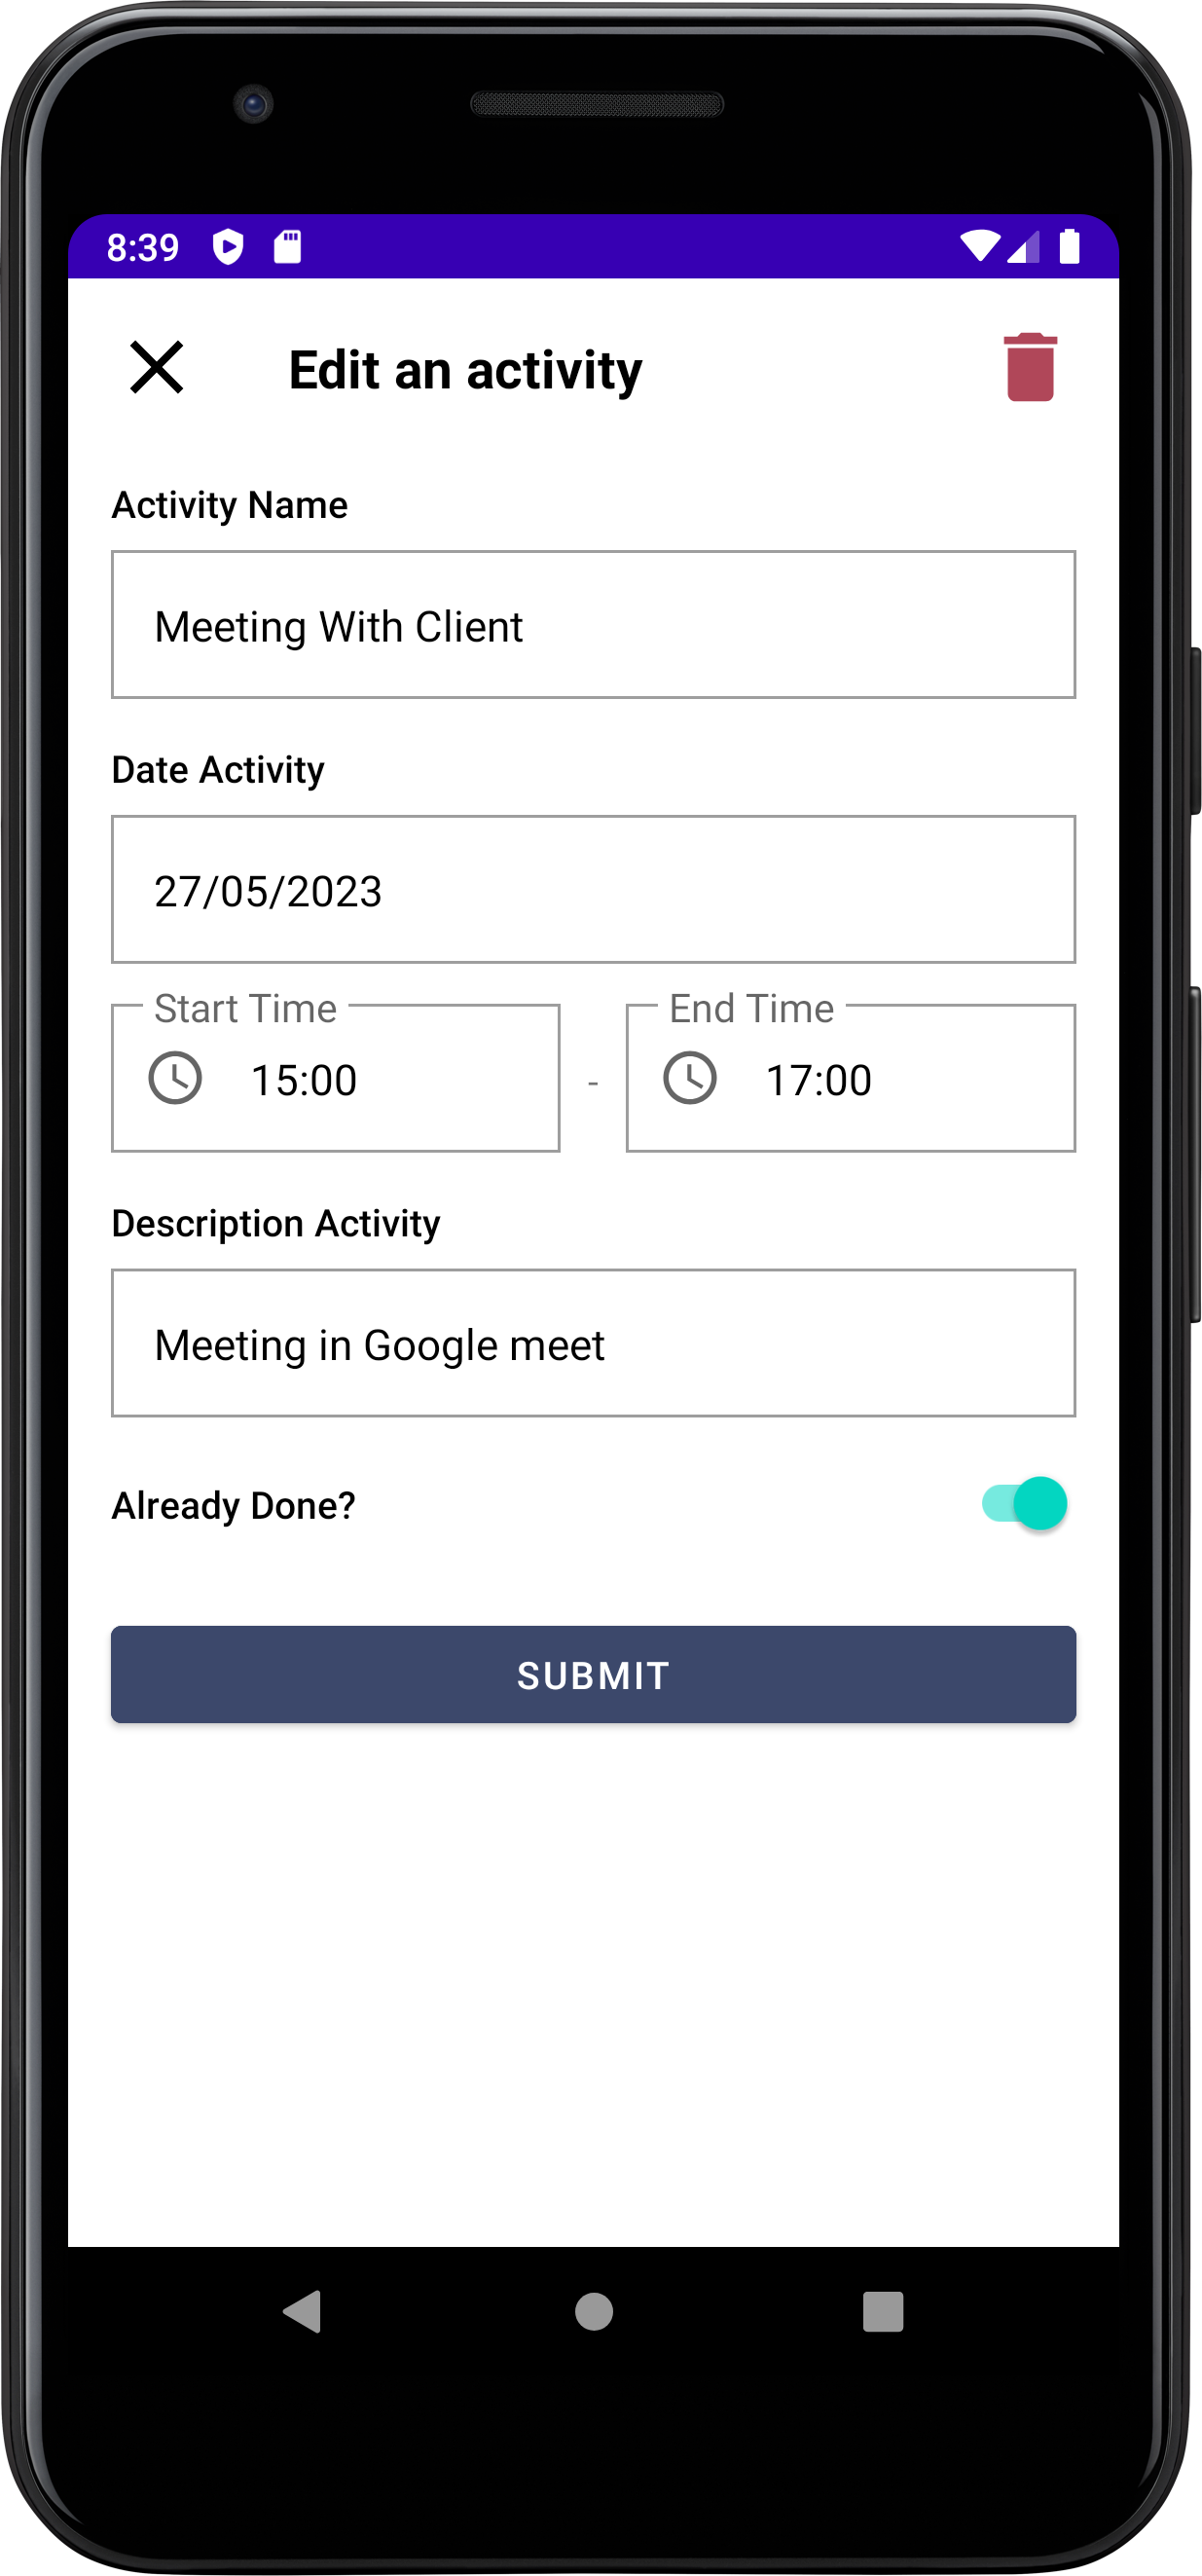 8:39
Edit an activity
Activity Name
Meeting With Client
Date Activity
27/05/2023
Start Time End Time
15:00 - 17:00
Description Activity
Meeting in Google meet
Already Done?
SUBMIT